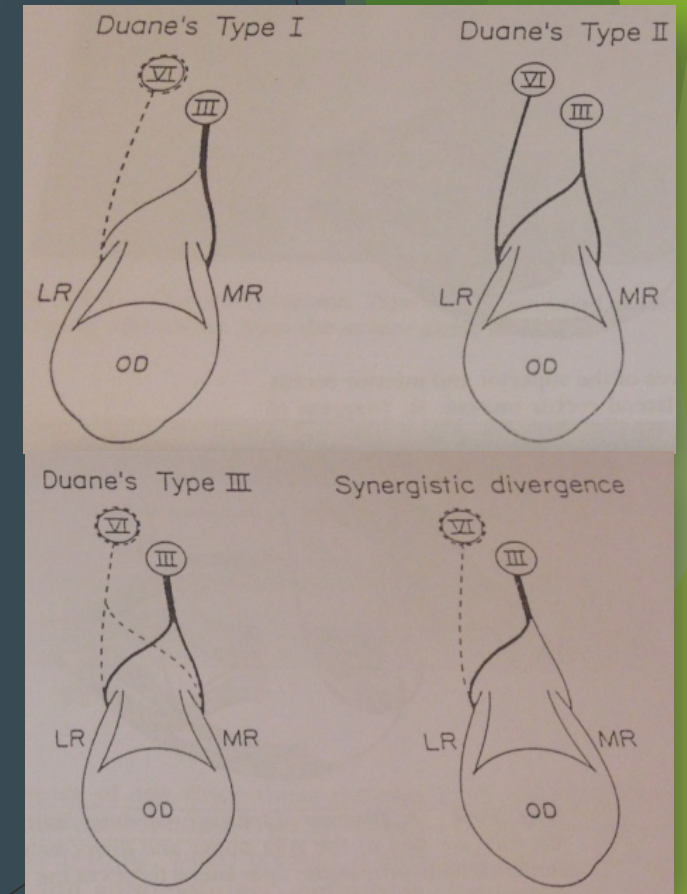 Duane's Type I
VI
III
LR
MR
OD
Duane's Type II
VI
III
LR
MR
OD
Duane's Type III
VI
III
LR
MR
OD
Synergistic divergence
VI
III
LR
MR
OD